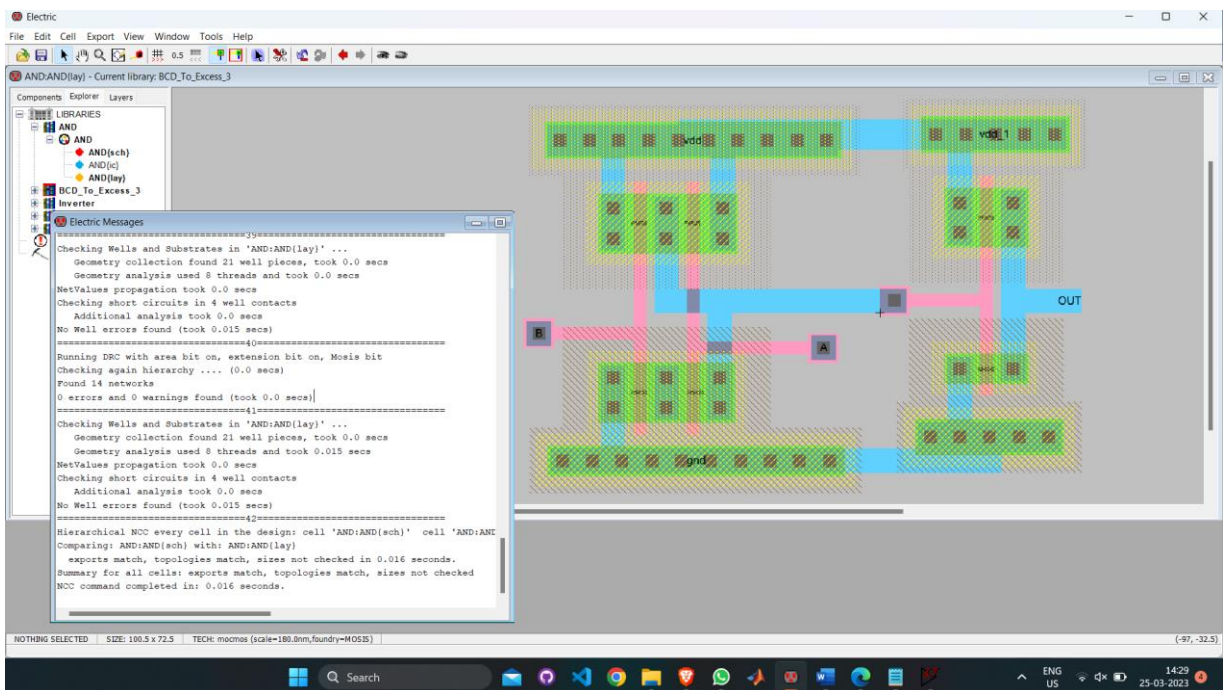 Electric
File Edit Cell Export View Window Tools Help
0.5
AND:AND{lay} - Current library: BCD_To_Excess_3
Components Explorer Layers
LIBRARIES
AND
AND
AND{sch}
AND{ic}
AND{lay}
BCD_To_Excess_3
Inverter
Electric Messages
==================================39==================================
Checking Wells and Substrates in 'AND:AND{lay}' ...
Geometry collection found 21 well pieces, took 0.0 secs
Geometry analysis used 8 threads and took 0.0 secs
NetValues propagation took 0.0 secs
Checking short circuits in 4 well contacts
Additional analysis took 0.0 secs
No Well errors found (took 0.015 secs)
==================================40==================================
Running DRC with area bit on, extension bit on, Mosis bit
Checking again hierarchy .... (0.0 secs)
Found 14 networks
0 errors and 0 warnings found (took 0.0 secs)
==================================41==================================
Checking Wells and Substrates in 'AND:AND{lay}' ...
Geometry collection found 21 well pieces, took 0.0 secs
Geometry analysis used 8 threads and took 0.015 secs
NetValues propagation took 0.0 secs
Checking short circuits in 4 well contacts
Additional analysis took 0.0 secs
No Well errors found (took 0.015 secs)
==================================42==================================
Hierarchical NCC every cell in the design: cell 'AND:AND{sch}' cell 'AND:AND
Comparing: AND:AND{sch} with: AND:AND{lay}
exports match, topologies match, sizes not checked in 0.016 seconds.
Summary for all cells: exports match, topologies match, sizes not checked
NCC command completed in: 0.016 seconds.
vdd
vdd_1
OUT
B
A
gnd
NOTHING SELECTED SIZE: 100.5 x 72.5 TECH: mocmos (scale=180.0nm,foundry=MOSIS) (-97, -32.5)
Search
ENG
US
14:29
25-03-2023
4